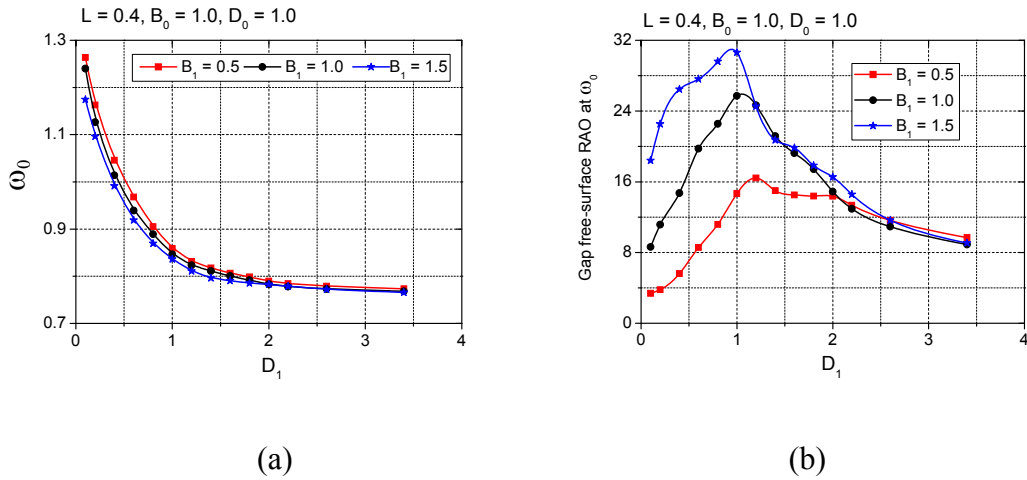 L = 0.4, B₀ = 1.0, D₀ = 1.0
1.3
1.1
0.9
0.7
ω₀
B₁ = 0.5 B₁ = 1.0 B₁ = 1.5
0 1 2 3 4
D₁
(a)
L = 0.4, B₀ = 1.0, D₀ = 1.0
32
24
16
8
0
Gap free-surface RAO at ω₀
B₁ = 0.5
B₁ = 1.0
B₁ = 1.5
0 1 2 3 4
D₁
(b)